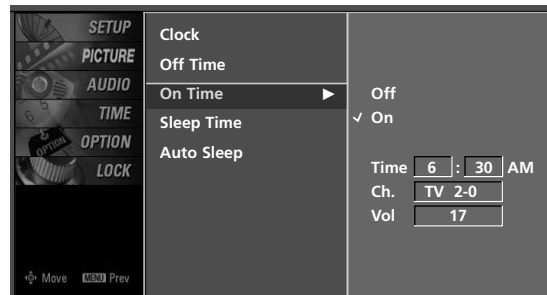 SETUP
PICTURE
AUDIO
TIME
OPTION
LOCK
Move MENU Prev
Clock
Off Time
On Time ▶
Sleep Time
Auto Sleep
Off
✓ On
Time 6 : 30 AM
Ch. TV 2-0
Vol 17